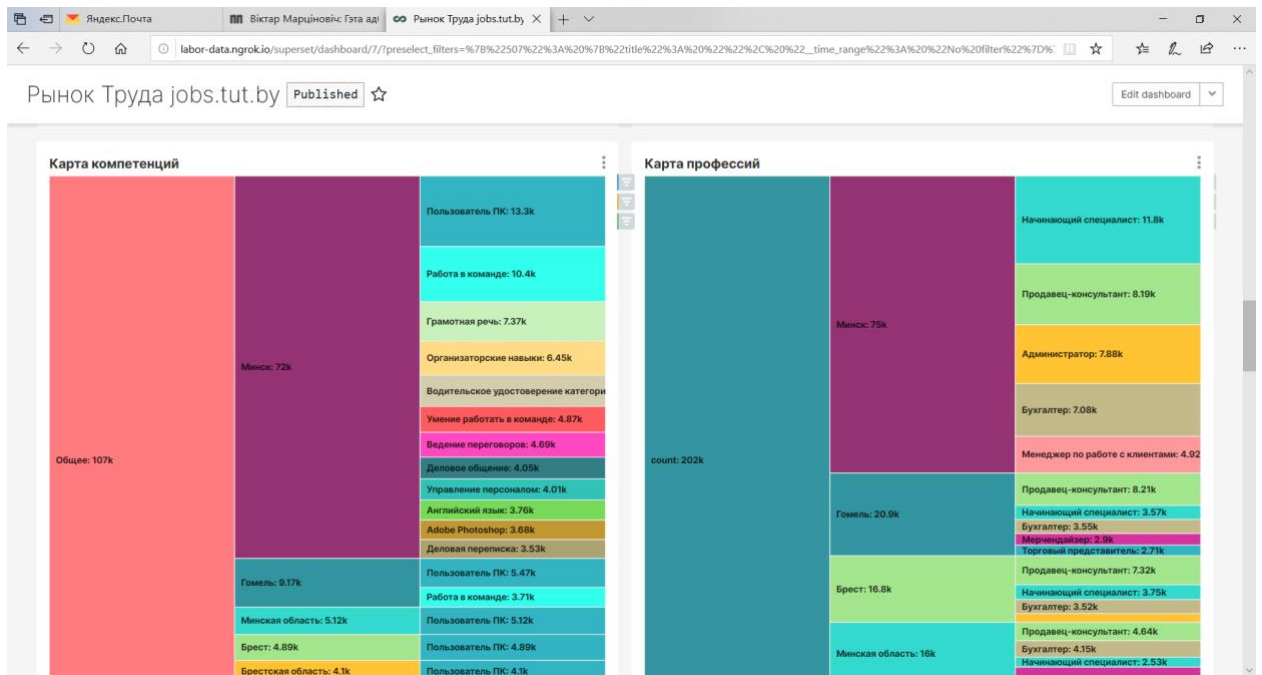 Яндекс.Почта
Віктар Марціновіч: Гэта ад
Рынок Труда jobs.tut.by
labor-data.ngrok.io/superset/dashboard/7/?preselect_filters=%7B%22507%22%3A%20%7B%22title%22%3A%20%22%22%2C%20%22__time_range%22%3A%20%22No%20filter%22%7D%
Рынок Труда jobs.tut.by Published
Edit dashboard
Карта компетенций
Общее: 107k
Минск: 72k
Пользователь ПК: 13.3k
Работа в команде: 10.4k
Грамотная речь: 7.37k
Организаторские навыки: 6.45k
Водительское удостоверение категори
Умение работать в команде: 4.87k
Ведение переговоров: 4.69k
Деловое общение: 4.05k
Управление персоналом: 4.01k
Английский язык: 3.76k
Adobe Photoshop: 3.68k
Деловая переписка: 3.53k
Гомель: 9.17k
Пользователь ПК: 5.47k
Работа в команде: 3.71k
Минская область: 5.12k
Пользователь ПК: 5.12k
Брест: 4.89k
Пользователь ПК: 4.89k
Брестская область: 4.1k
Пользователь ПК: 4.1k
Карта профессий
count: 202k
Минск: 75k
Начинающий специалист: 11.8k
Продавец-консультант: 8.19k
Администратор: 7.88k
Бухгалтер: 7.08k
Менеджер по работе с клиентами: 4.92
Гомель: 20.9k
Продавец-консультант: 8.21k
Начинающий специалист: 3.57k
Бухгалтер: 3.55k
Мерчендайзер: 2.9k
Торговый представитель: 2.71k
Брест: 16.8k
Продавец-консультант: 7.32k
Начинающий специалист: 3.75k
Бухгалтер: 3.52k
Минская область: 16k
Продавец-консультант: 4.64k
Бухгалтер: 4.15k
Начинающий специалист: 2.53k